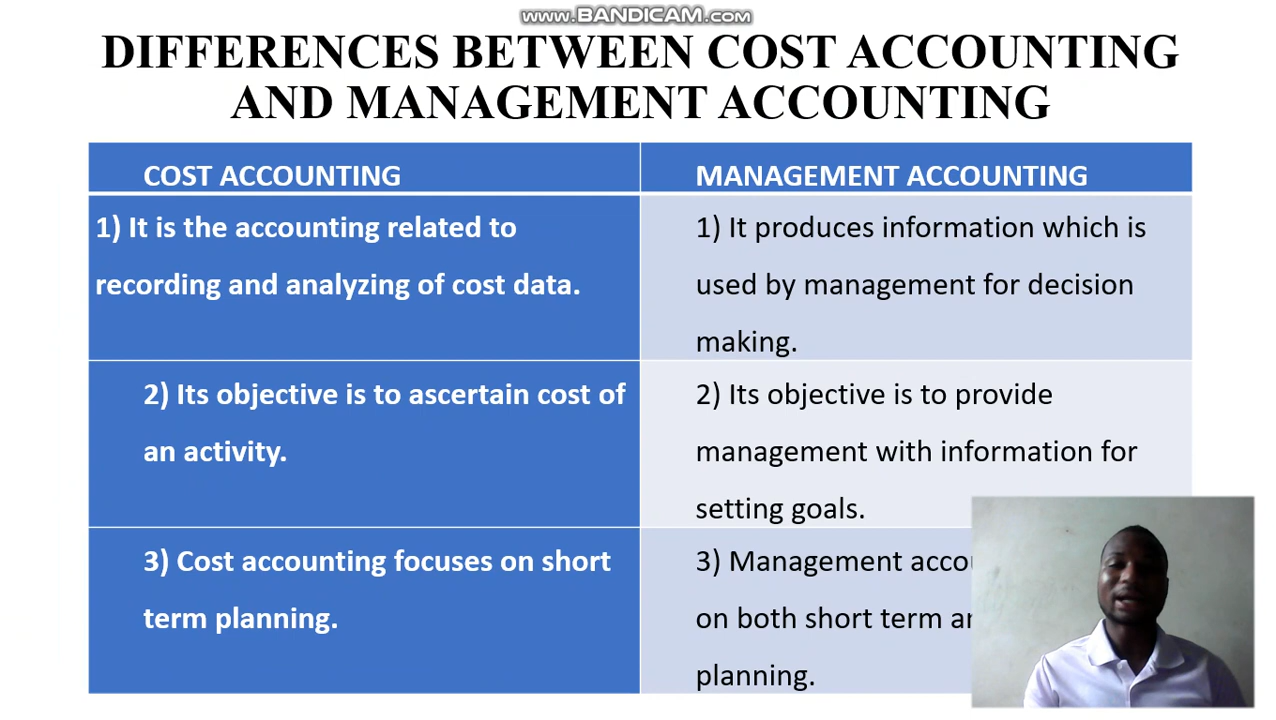 www.BANDICAM.com
DIFFERENCES BETWEEN COST ACCOUNTING
AND MANAGEMENT ACCOUNTING
COST ACCOUNTING
MANAGEMENT ACCOUNTING
1) It is the accounting related to
recording and analyzing of cost data.
1) It produces information which is
used by management for decision
making.
2) Its objective is to ascertain cost of
an activity.
2) Its objective is to provide
management with information for
setting goals.
3) Cost accounting focuses on short
term planning.
3) Management
on both short term
planning.